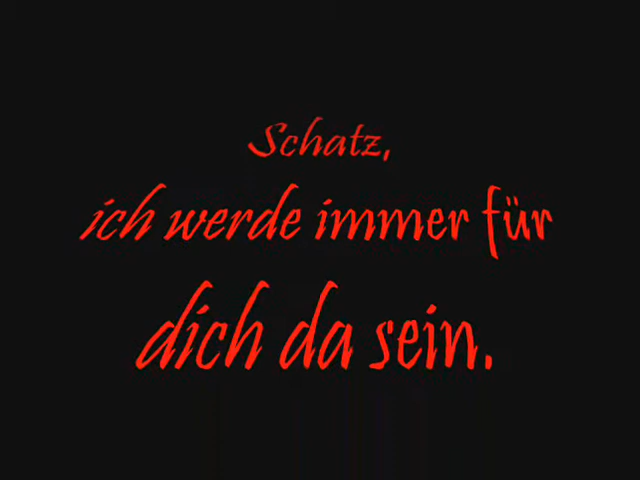 Schatz,
ich werde immer für
dich da sein.